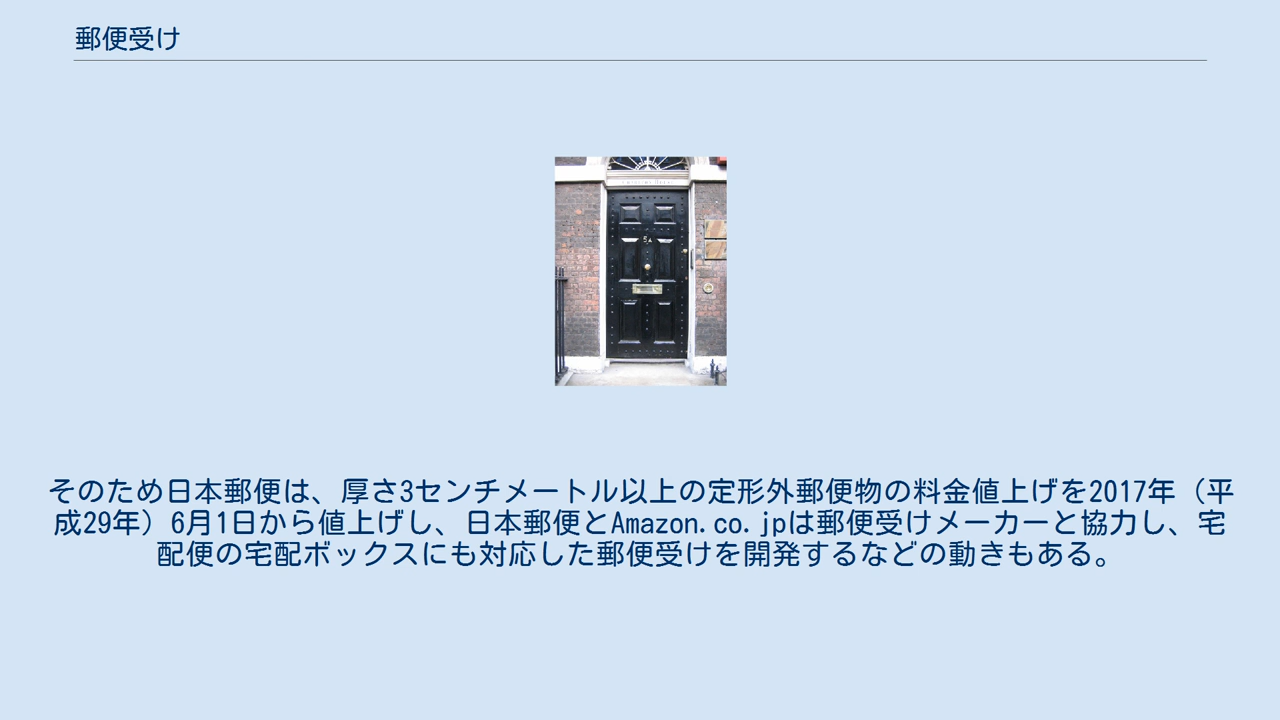 郵便受け
5A
そのため日本郵便は、厚さ3センチメートル以上の定形外郵便物の料金値上げを2017年（平
成29年）6月1日から値上げし、日本郵便とAmazon.co.jpは郵便受けメーカーと協力し、宅
配便の宅配ボックスにも対応した郵便受けを開発するなどの動きもある。